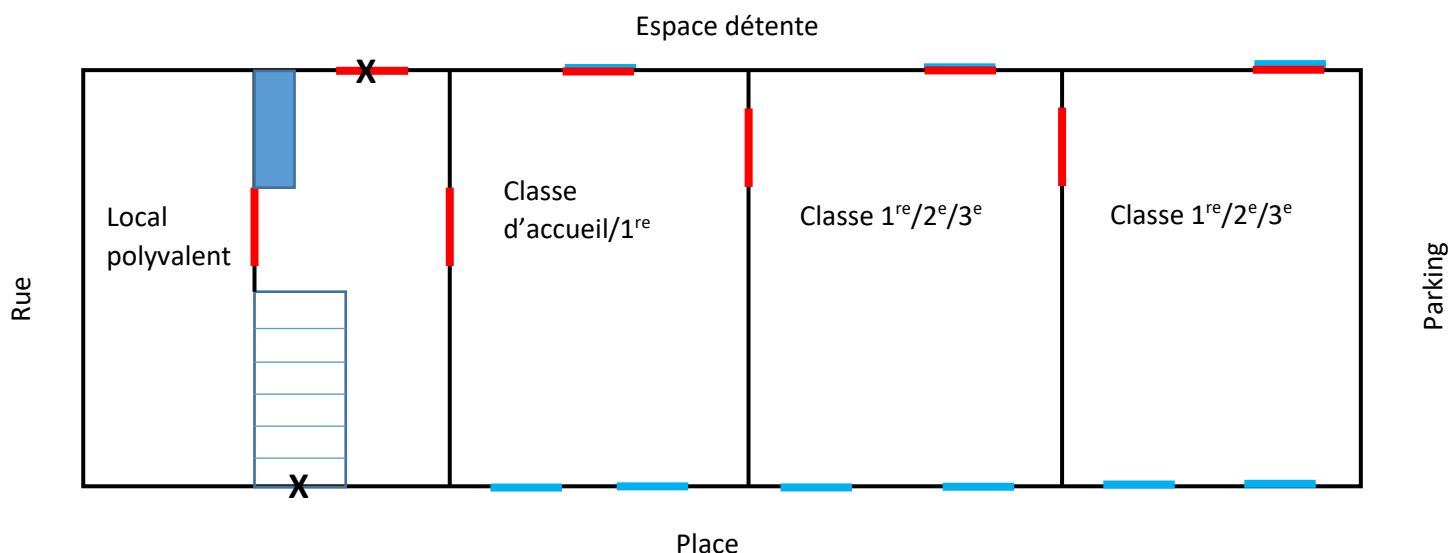 Espace détente
X
Classe
d’accueil/1re
Classe 1re/2e/3e
Classe 1re/2e/3e
Local
polyvalent
Rue
Parking
X
Place